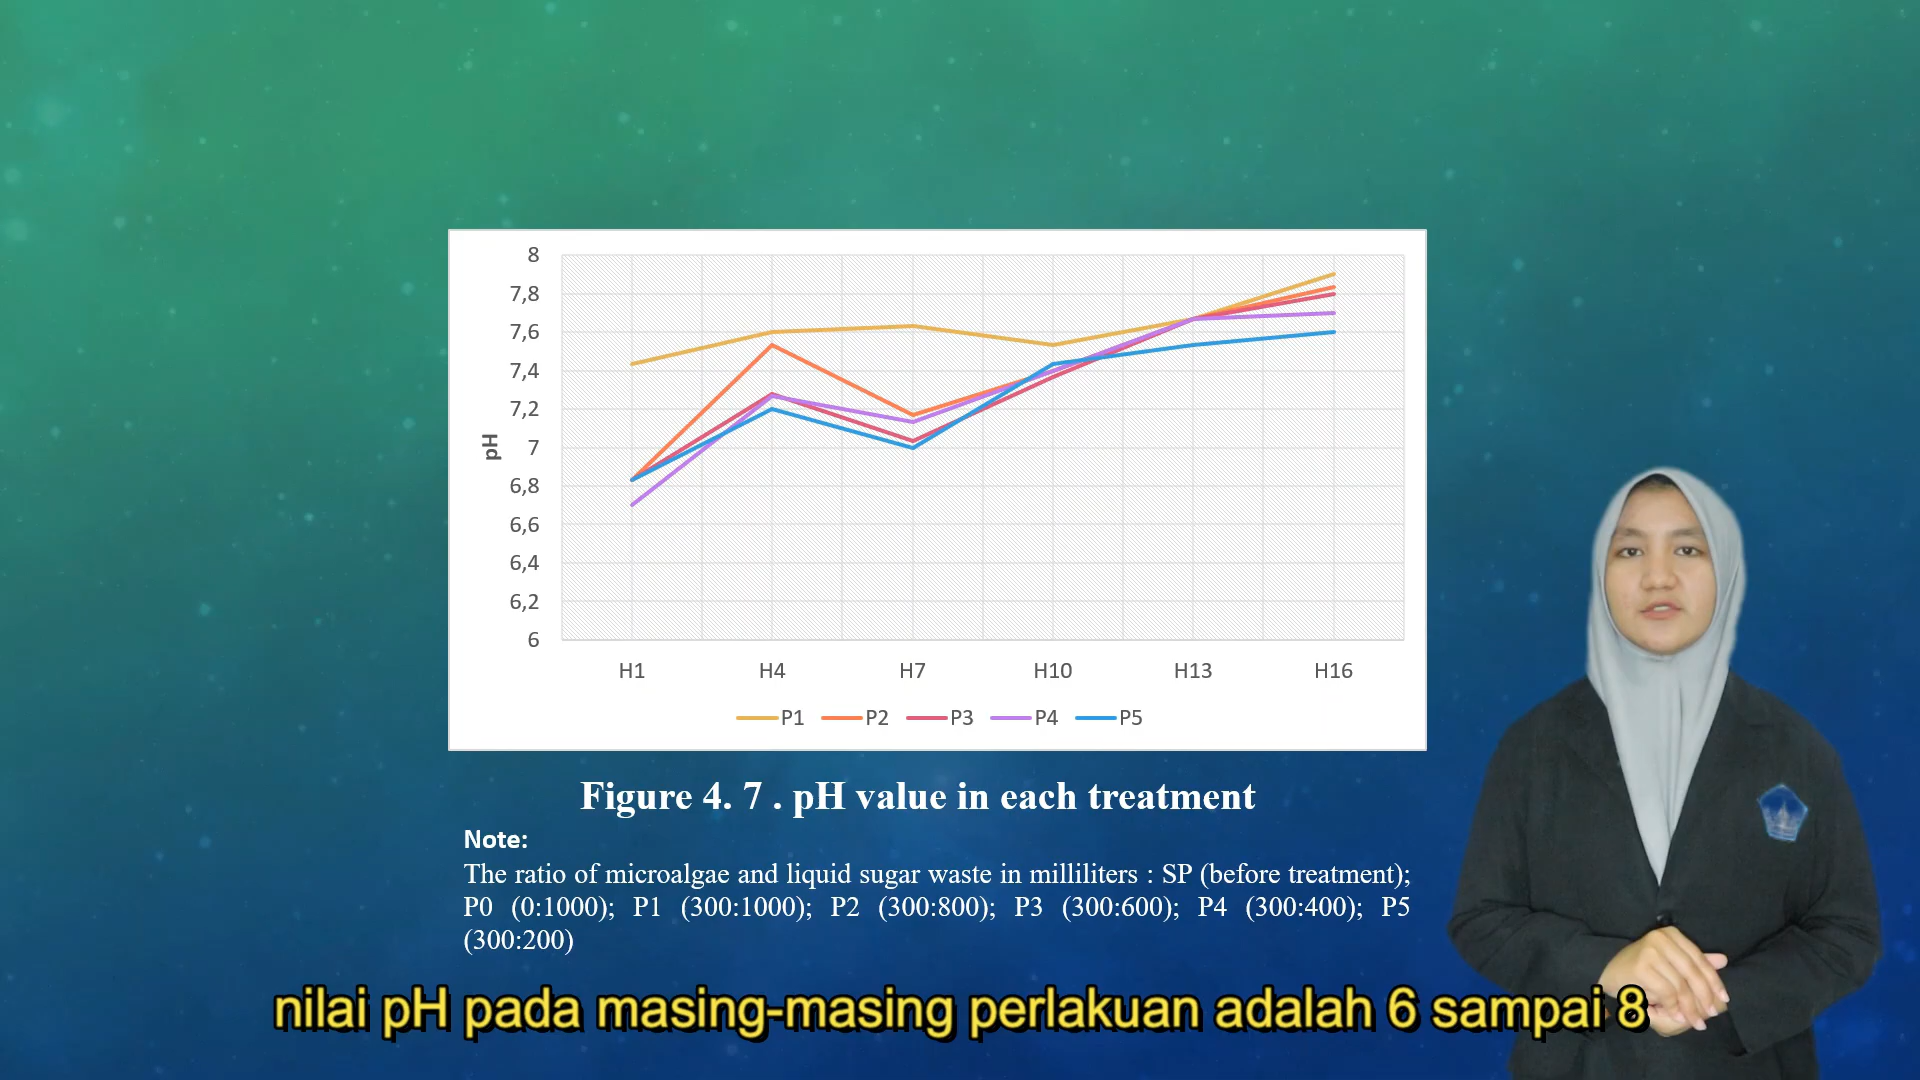 8
7,8
7,6
7,4
7,2
7
6,8
6,6
6,4
6,2
6
pH
H1 H4 H7 H10 H13 H16
P1 P2 P3 P4 P5
Figure 4. 7 . pH value in each treatment
Note:
The ratio of microalgae and liquid sugar waste in milliliters : SP (before treatment);
P0 (0:1000); P1 (300:1000); P2 (300:800); P3 (300:600); P4 (300:400); P5
(300:200)
nilai pH pada masing-masing perlakuan adalah 6 sampai 8